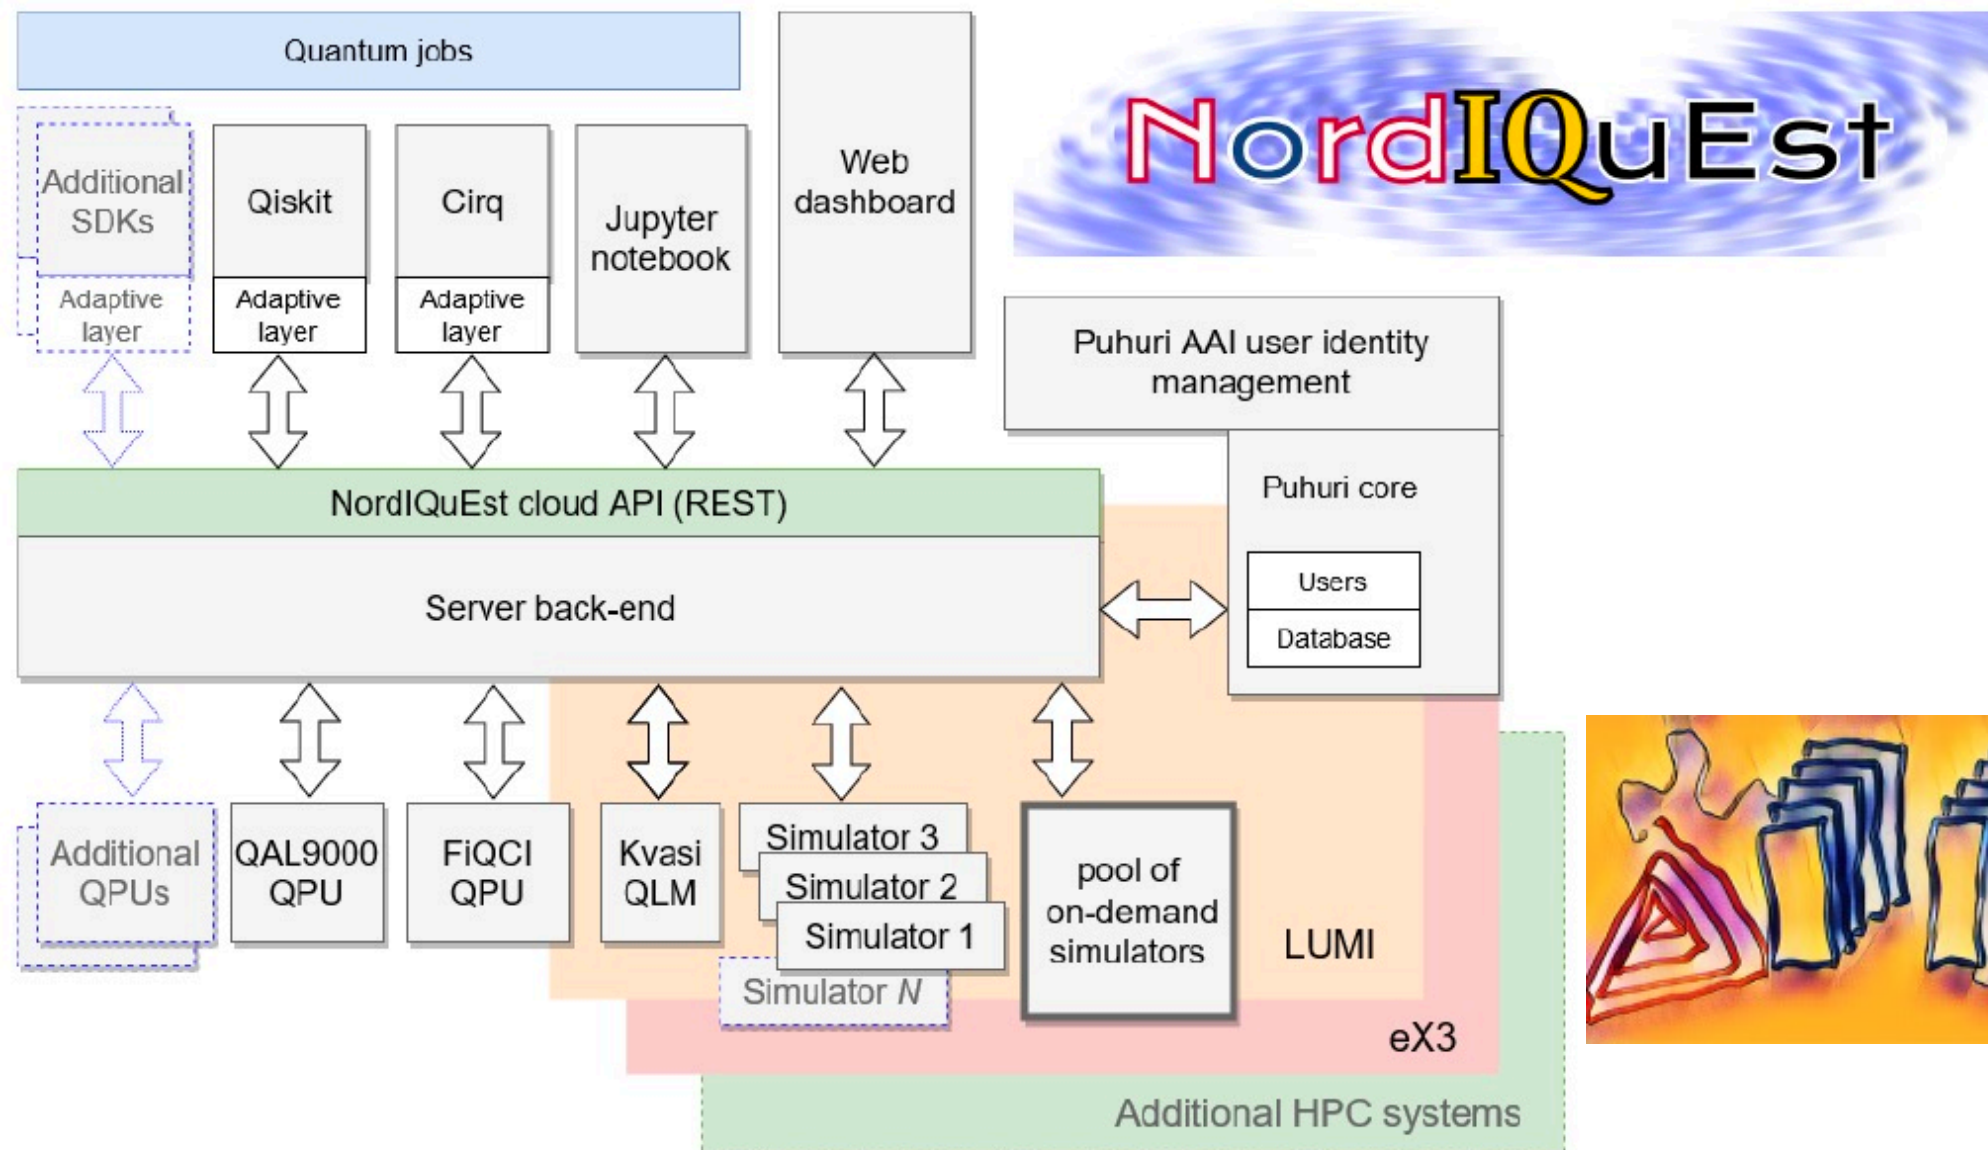 Quantum jobs
NordIQuEst
Additional
SDKs
Adaptive
layer
Qiskit
Adaptive
layer
Cirq
Adaptive
layer
Jupyter
notebook
Web
dashboard
Puhuri AAI user identity
management
Puhuri core
Users
Database
NordIQuEst cloud API (REST)
Server back-end
Additional
QPUs
QAL9000
QPU
FiQCI
QPU
Kvasi
QLM
Simulator 3
Simulator 2
Simulator 1
Simulator N
pool of
on-demand
simulators
LUMI
eX3
Additional HPC systems